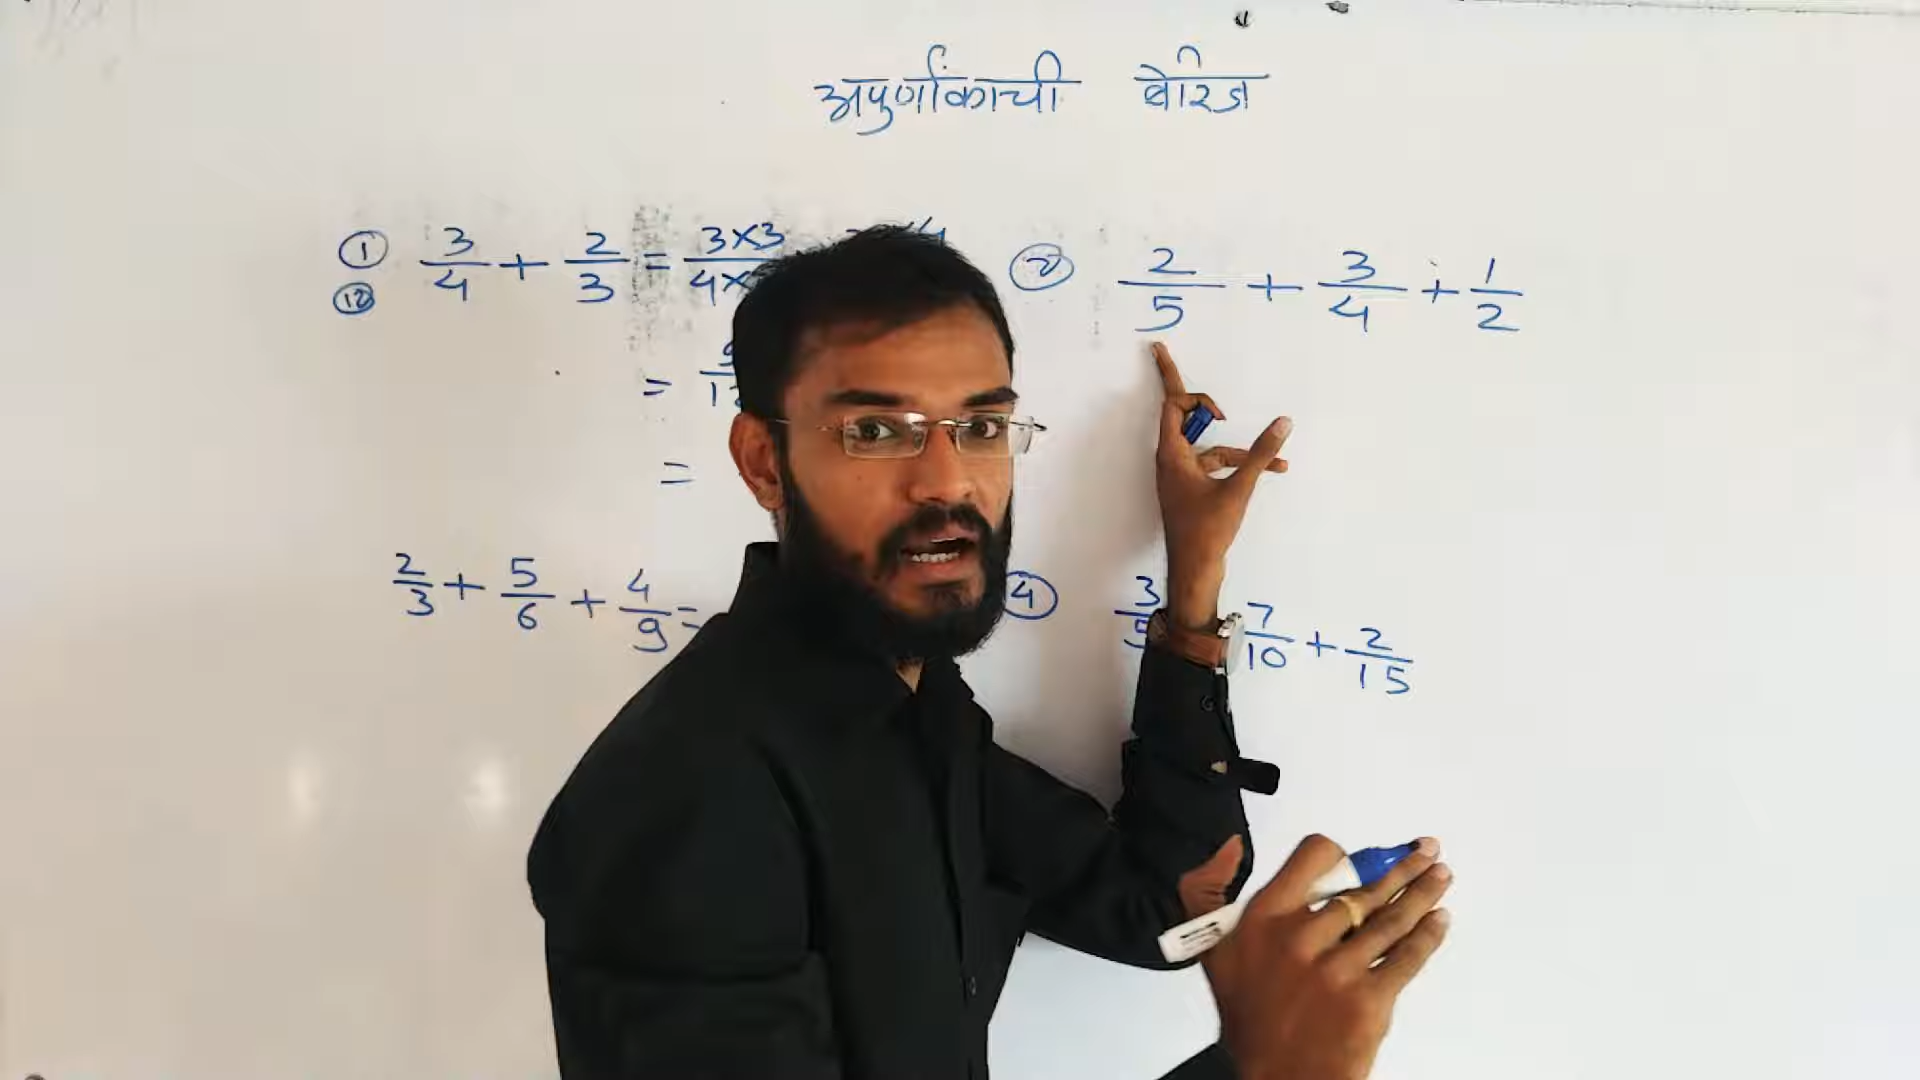 अपुर्णांकाची बेरिज
① 3/4 + 2/3 = 3×3/4×
⑫
=
=
② 2/5 + 3/4 + 1/2
2/3 + 5/6 + 4/9 =
④ 3/5 7/10 + 2/15